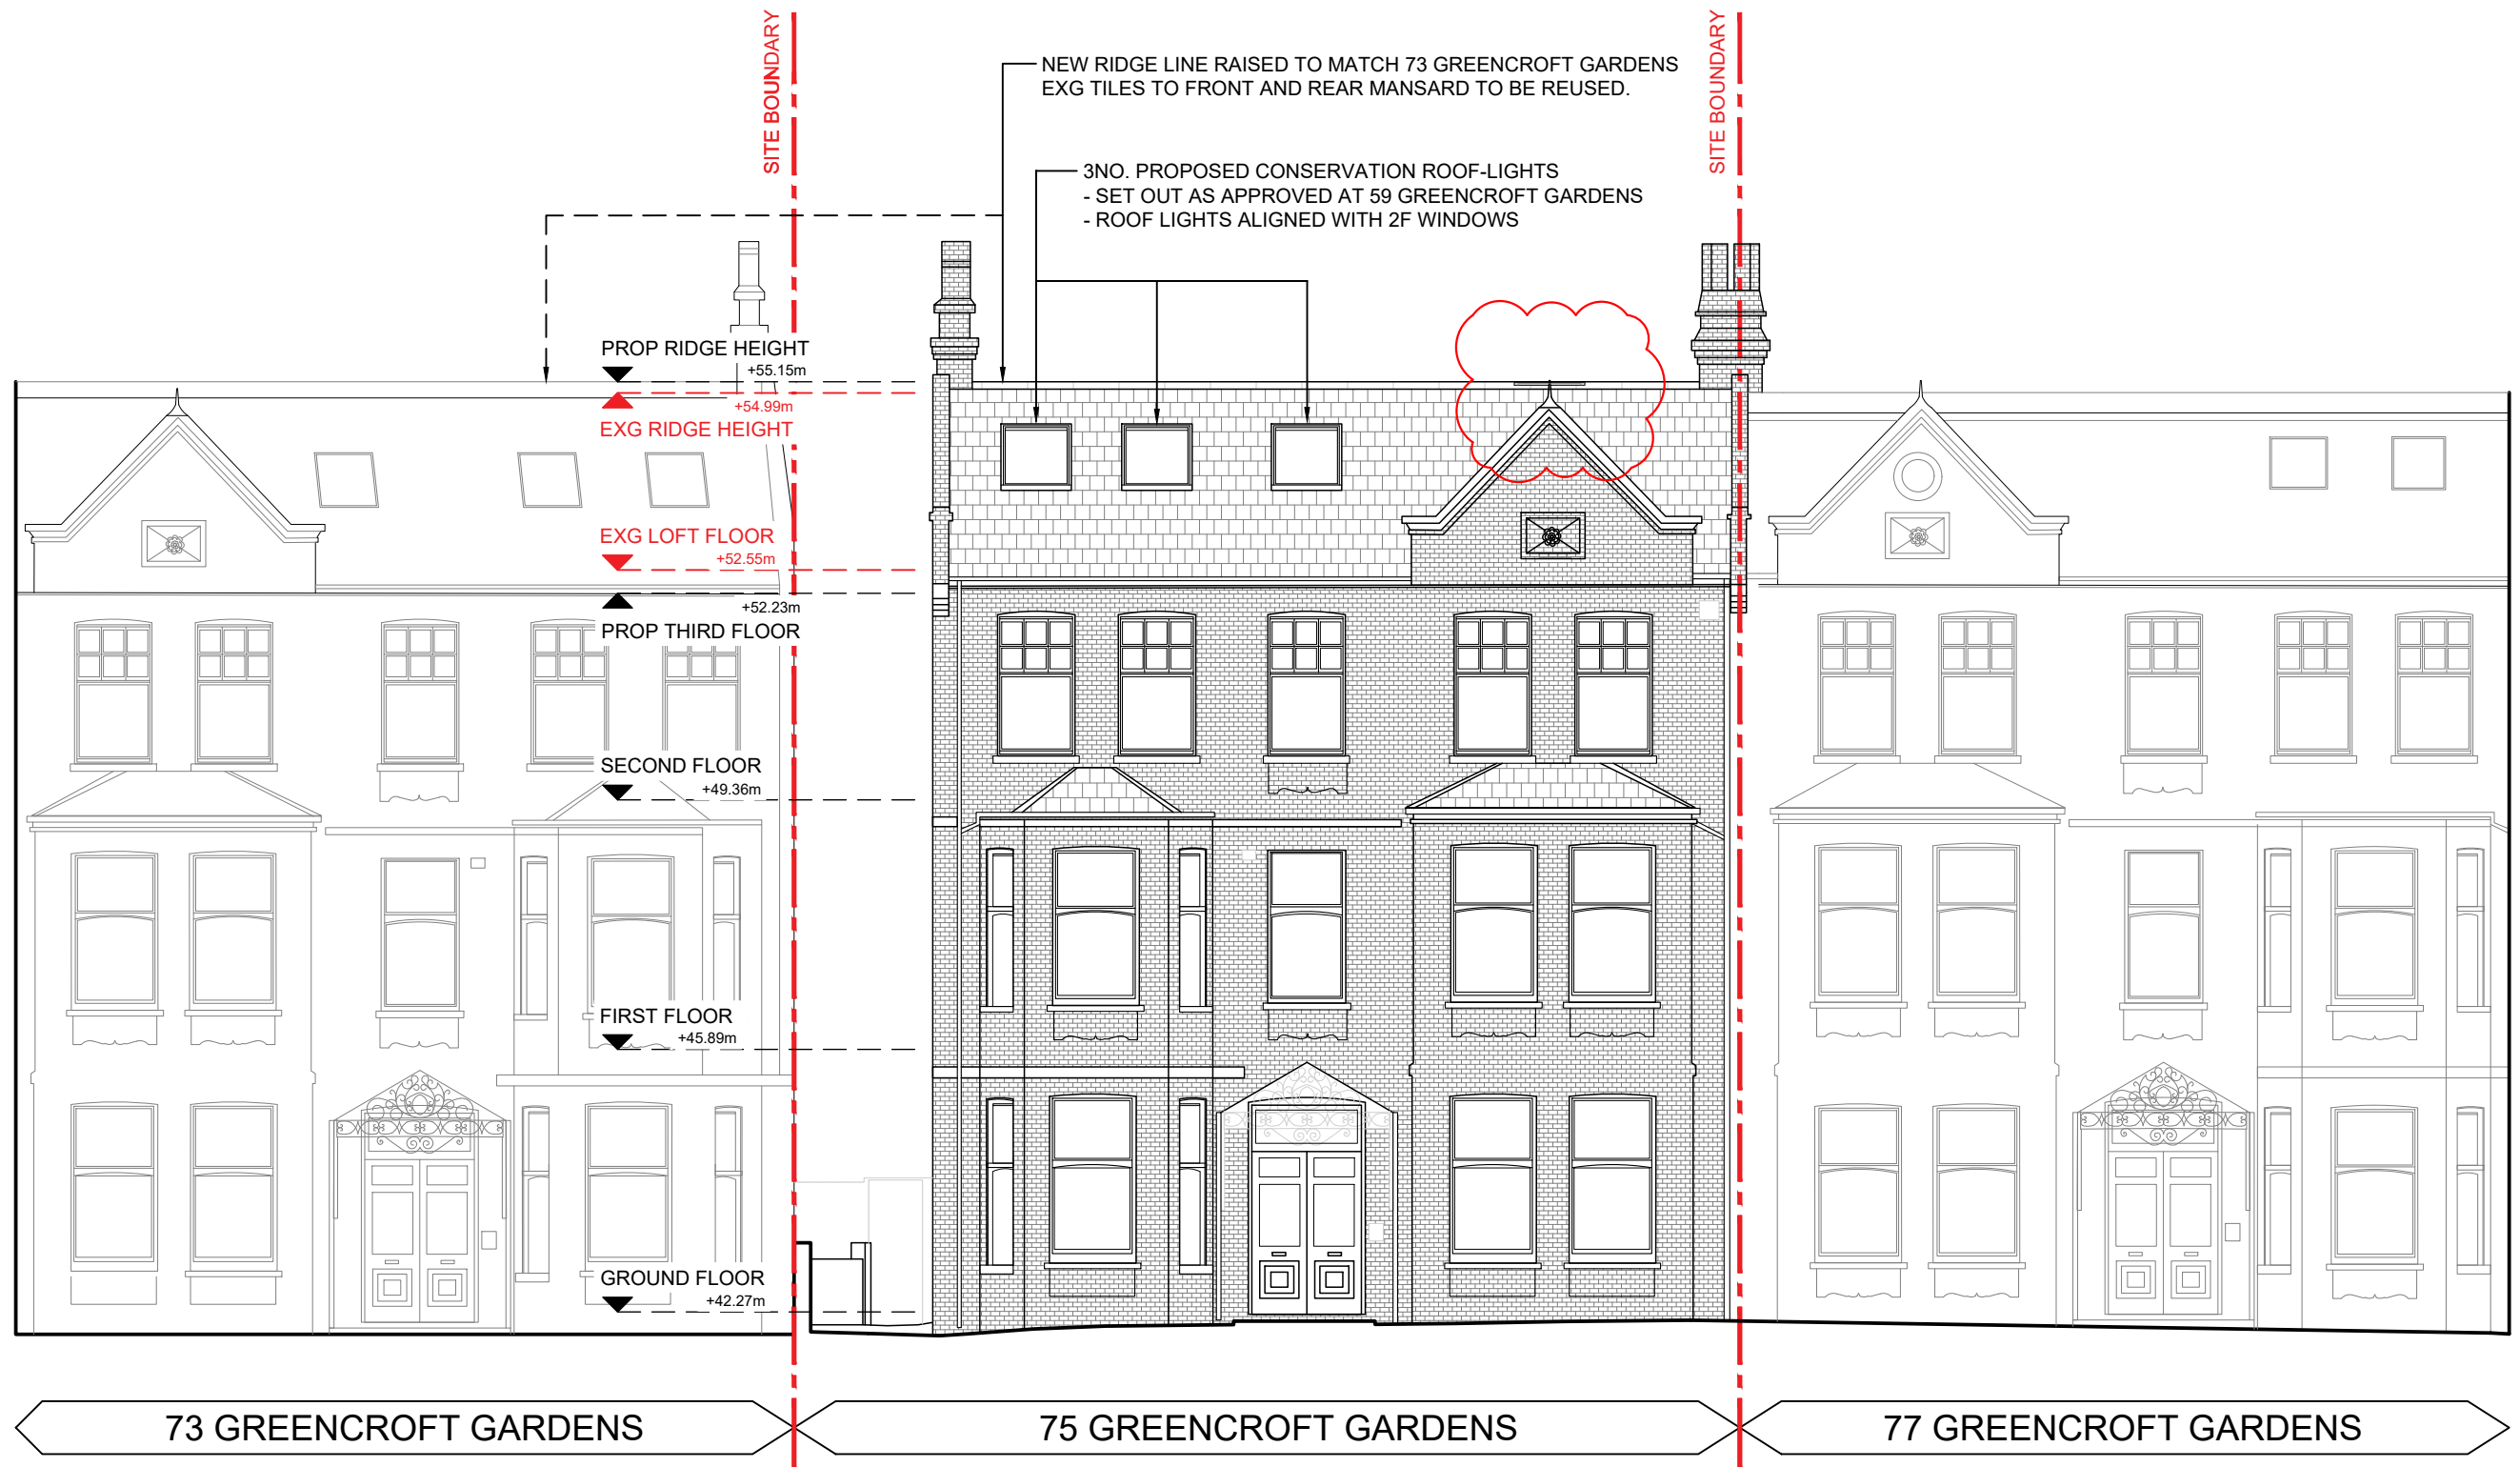 SITE BOUNDARY
SITE BOUNDARY
NEW RIDGE LINE RAISED TO MATCH 73 GREENCROFT GARDENS
EXG TILES TO FRONT AND REAR MANSARD TO BE REUSED.
3NO. PROPOSED CONSERVATION ROOF-LIGHTS
- SET OUT AS APPROVED AT 59 GREENCROFT GARDENS
- ROOF LIGHTS ALIGNED WITH 2F WINDOWS
PROP RIDGE HEIGHT
+55.15m
+54.99m
EXG RIDGE HEIGHT
EXG LOFT FLOOR
+52.55m
+52.23m
PROP THIRD FLOOR
SECOND FLOOR
+49.36m
FIRST FLOOR
+45.89m
GROUND FLOOR
+42.27m
73 GREENCROFT GARDENS
75 GREENCROFT GARDENS
77 GREENCROFT GARDENS